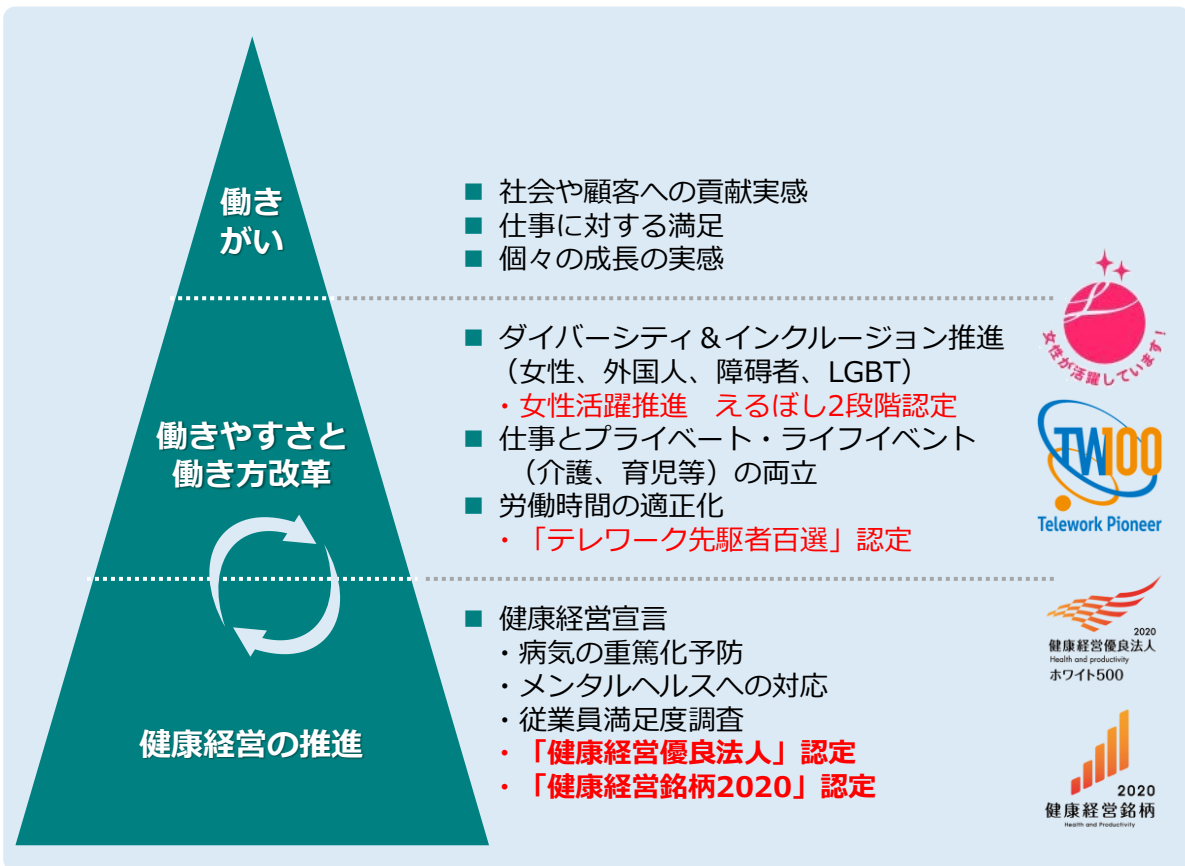 働き
がい
■ 社会や顧客への貢献実感
■ 仕事に対する満足
■ 個々の成長の実感
働きやすさと
働き方改革
■ ダイバーシティ＆インクルージョン推進
（女性、外国人、障碍者、LGBT）
・女性活躍推進　えるぼし2段階認定
■ 仕事とプライベート・ライフイベント
（介護、育児等）の両立
■ 労働時間の適正化
・「テレワーク先駆者百選」認定
健康経営の推進
■ 健康経営宣言
・病気の重篤化予防
・メンタルヘルスへの対応
・従業員満足度調査
・「健康経営優良法人」認定
・「健康経営銘柄2020」認定
女性が活躍しています！
TW100
Telework Pioneer
2020
健康経営優良法人
Health and productivity
ホワイト500
2020
健康経営銘柄
Health and Productivity